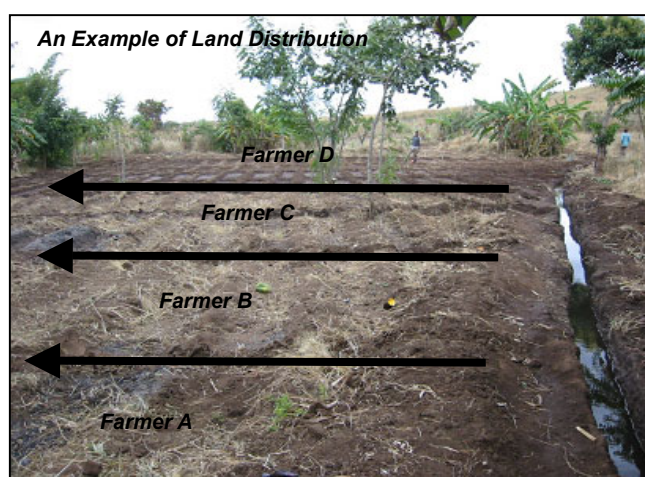 An Example of Land Distribution
Farmer D
Farmer C
Farmer B
Farmer A